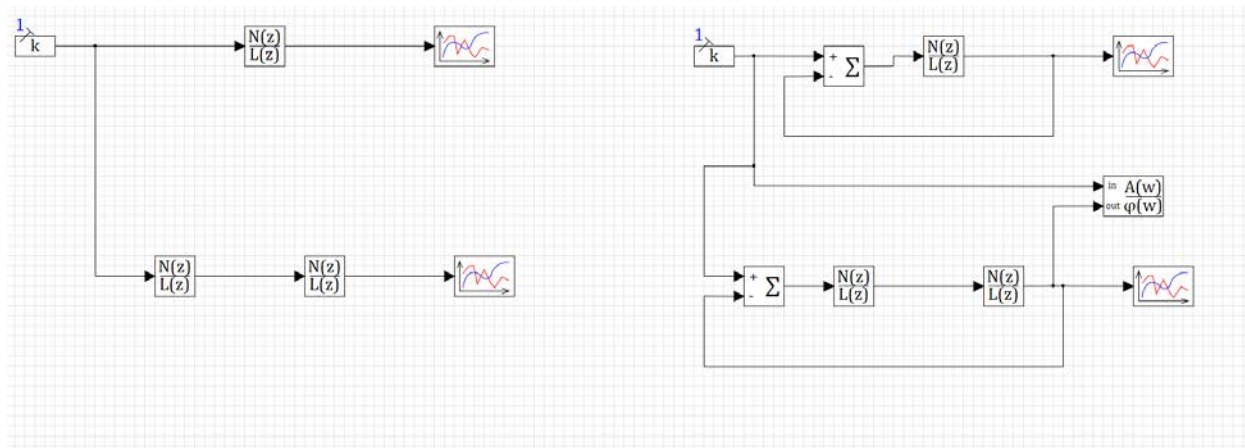 1
k
N(z)
L(z)
N(z)
L(z)
N(z)
L(z)
1
k
+
-
Σ
N(z)
L(z)
in A(w)
out φ(w)
+
-
Σ
N(z)
L(z)
N(z)
L(z)